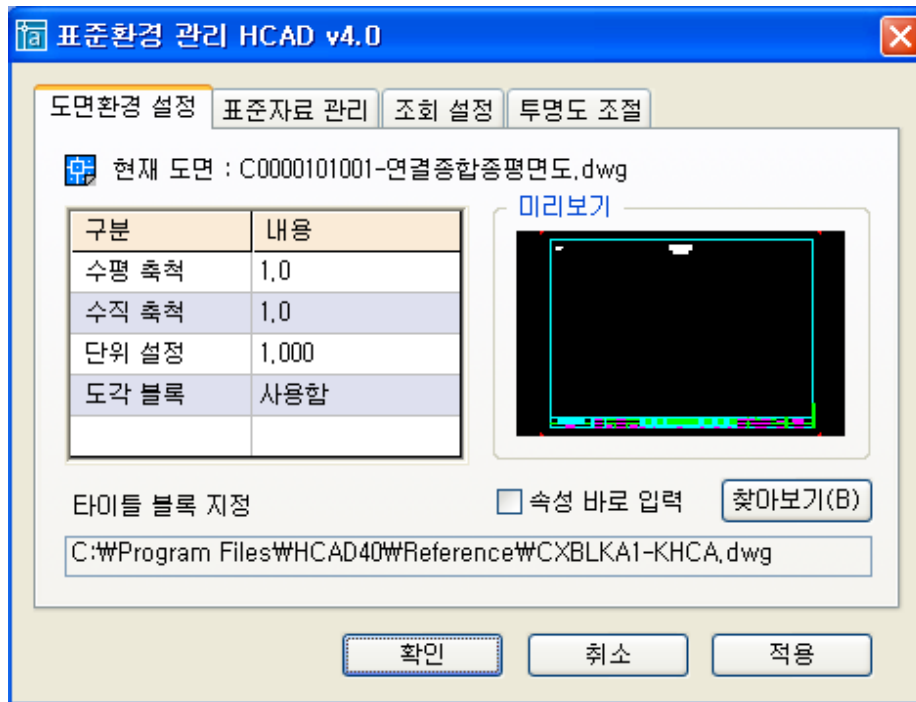 표준환경 관리 HCAD v4.0
도면환경 설정 표준자료 관리 조회 설정 투명도 조절
현재 도면 : C0000101001-연결종합종평면도.dwg
미리보기
구분 내용
수평 축척 1.0
수직 축척 1.0
단위 설정 1.000
도각 블록 사용함
타이틀 블록 지정
속성 바로 입력 찾아보기(B)
C:₩Program Files₩HCAD40₩Reference₩CXBLKA1-KHCA.dwg
확인 취소 적용